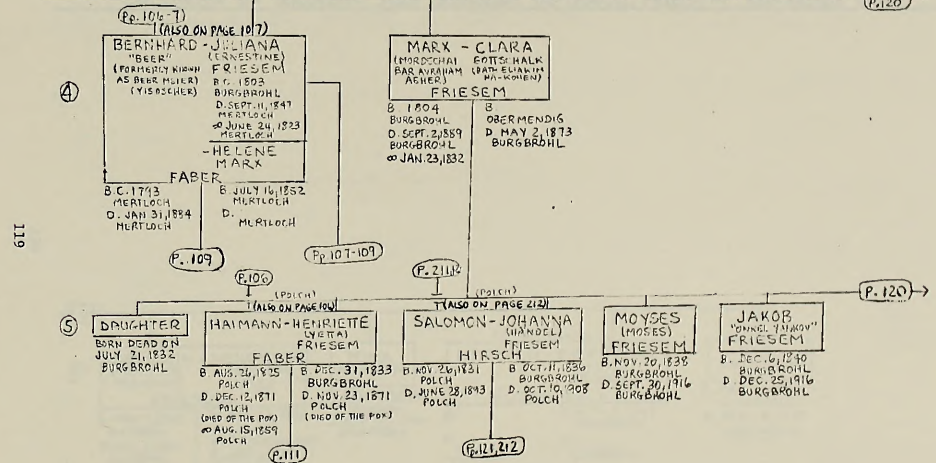 P. 120
Pp. 106-7
(ALSO ON PAGE 107
BERNHARD - JULIANA
"BEER" (ERNESTINE)
(FORMERLY KNOWN FRIESEM
AS BEER MEIER) B.C. 1803
(YISOSCHER) BURGBROHL
D. SEPT. 11, 1847
MERTLOCH
∞ JUNE 24, 1823
MERTLOCH
- HELENE
MARX
FABER
B.C. 1793 B. JULY 16, 1852
MERTLOCH MERTLOCH
D. JAN 31, 1884 D.
MERTLOCH MERTLOCH
P. 109
Pp. 107-109
④
MARX - CLARA
(MORDECHAI GOTTSCHALK
BAR AVRAHAM (BATH ELIAKIM
ASHER) HA-KOHEN)
FRIESEM
B. 1804 B
BURGBROHL OBERMENDIG
D. SEPT. 2, 1889 D MAY 2, 1873
BURGBROHL BURGBROHL
∞ JAN. 23, 1832
119
⑤
DAUGHTER
BORN DEAD ON
JULY 21, 1832
BURGBROHL
P. 106
(POLCH)
(ALSO ON PAGE 106)
HAIMANN - HENRIETTE
(YETTA)
FRIESEM
FABER
B. AUG. 26, 1825 B DEC. 31, 1833
POLCH BURGBROHL
D. DEC. 12, 1871 D. NOV. 23, 1871
POLCH POLCH
(DIED OF THE POX) (DIED OF THE POX)
∞ AUG. 15, 1859
POLCH
P. 111
P. 211,12
(POLCH)
(ALSO ON PAGE 212)
SALOMON - JOHANNA
(HANDEL)
FRIESEM
HIRSCH
B. NOV 26, 1831 B OCT. 11, 1836
POLCH BURGBROHL
D. JUNE 28, 1893 D. OCT. 10, 1908
POLCH POLCH
P. 121, 212
MOYSES
(MOSES)
FRIESEM
B. NOV. 20, 1838
BURGBROHL
D. SEPT. 30, 1916
BURGBROHL
JAKOB
"ONKEL YANKOV"
FRIESEM
B. DEC. 6, 1840
BURGBROHL
D. DEC. 25, 1916
BURGBROHL
P. 120